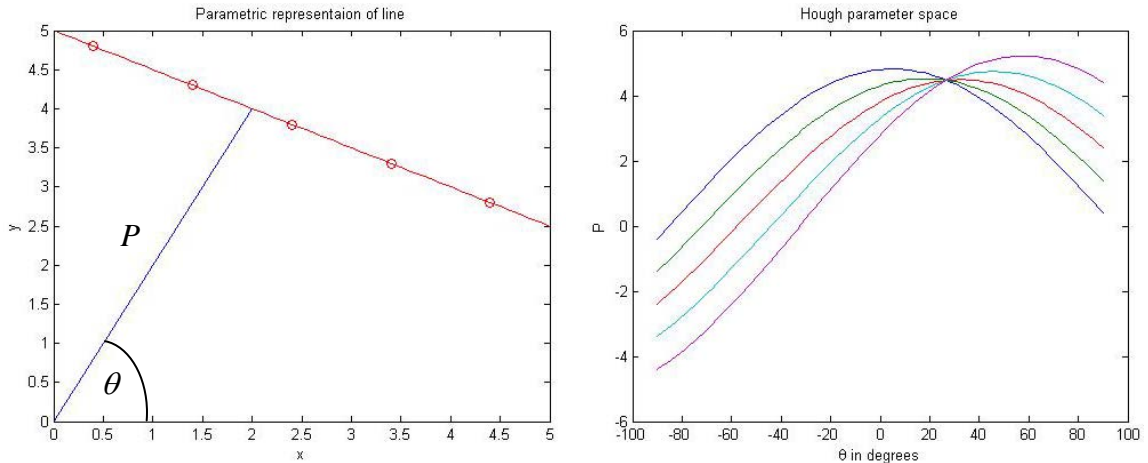 Parametric representaion of line
5
4.5
4
3.5
3
2.5
2
1.5
1
0.5
0
y
P
θ
0 0.5 1 1.5 2 2.5 3 3.5 4 4.5 5
x
Hough parameter space
6
4
2
0
-2
-4
-6
P
-100 -80 -60 -40 -20 0 20 40 60 80 100
θ in degrees